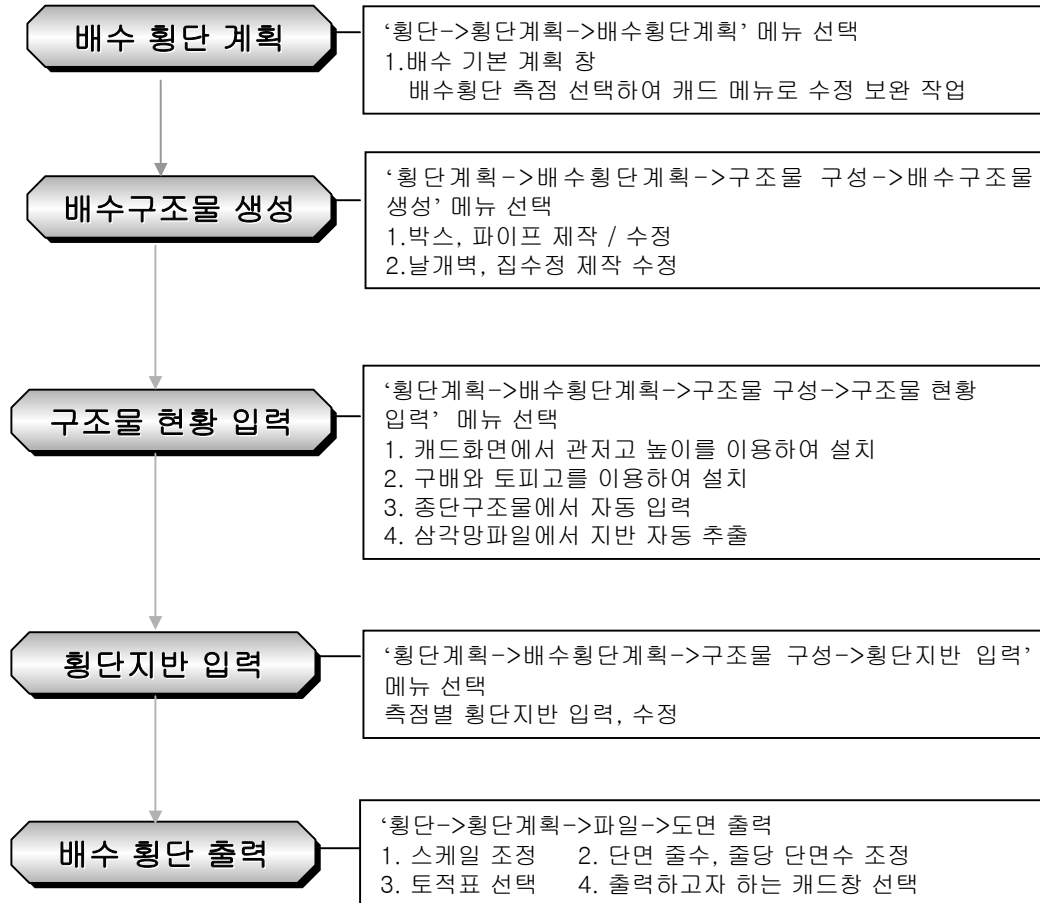 배수 횡단 계획
‘횡단->횡단계획->배수횡단계획’ 메뉴 선택
1.배수 기본 계획 창
배수횡단 측점 선택하여 캐드 메뉴로 수정 보완 작업
배수구조물 생성
‘횡단계획->배수횡단계획->구조물 구성->배수구조물
생성’ 메뉴 선택
1.박스, 파이프 제작 / 수정
2.날개벽, 집수정 제작 수정
구조물 현황 입력
‘횡단계획->배수횡단계획->구조물 구성->구조물 현황
입력’ 메뉴 선택
1. 캐드화면에서 관저고 높이를 이용하여 설치
2. 구배와 토피고를 이용하여 설치
3. 종단구조물에서 자동 입력
4. 삼각망파일에서 지반 자동 추출
횡단지반 입력
‘횡단계획->배수횡단계획->구조물 구성->횡단지반 입력’
메뉴 선택
측점별 횡단지반 입력, 수정
배수 횡단 출력
‘횡단->횡단계획->파일->도면 출력
1. 스케일 조정 2. 단면 줄수, 줄당 단면수 조정
3. 토적표 선택 4. 출력하고자 하는 캐드창 선택